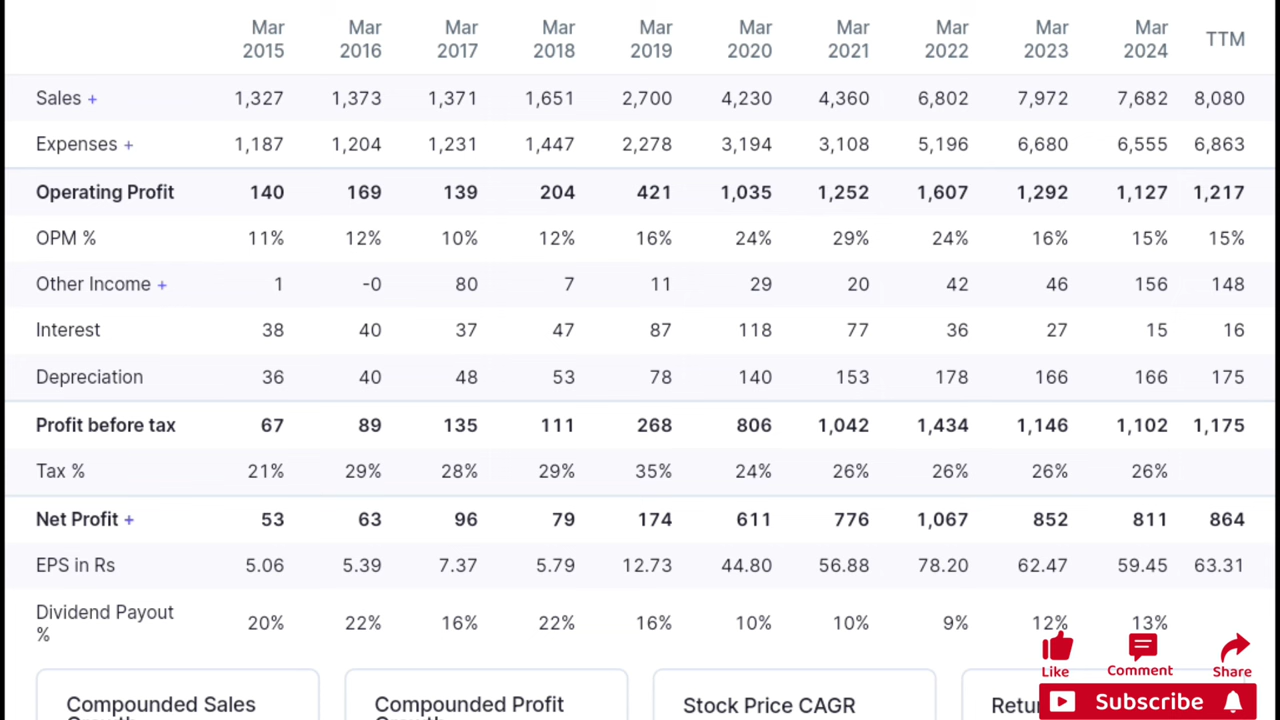 Mar 2015 Mar 2016 Mar 2017 Mar 2018 Mar 2019 Mar 2020 Mar 2021 Mar 2022 Mar 2023 Mar 2024 TTM
Sales + 1,327 1,373 1,371 1,651 2,700 4,230 4,360 6,802 7,972 7,682 8,080
Expenses + 1,187 1,204 1,231 1,447 2,278 3,194 3,108 5,196 6,680 6,555 6,863
Operating Profit 140 169 139 204 421 1,035 1,252 1,607 1,292 1,127 1,217
OPM % 11% 12% 10% 12% 16% 24% 29% 24% 16% 15% 15%
Other Income + 1 -0 80 7 11 29 20 42 46 156 148
Interest 38 40 37 47 87 118 77 36 27 15 16
Depreciation 36 40 48 53 78 140 153 178 166 166 175
Profit before tax 67 89 135 111 268 806 1,042 1,434 1,146 1,102 1,175
Tax % 21% 29% 28% 29% 35% 24% 26% 26% 26% 26%
Net Profit + 53 63 96 79 174 611 776 1,067 852 811 864
EPS in Rs 5.06 5.39 7.37 5.79 12.73 44.80 56.88 78.20 62.47 59.45 63.31
Dividend Payout % 20% 22% 16% 22% 16% 10% 10% 9% 12% 13%
Like Comment Share
Subscribe
Compounded Sales
Compounded Profit
Stock Price CAGR